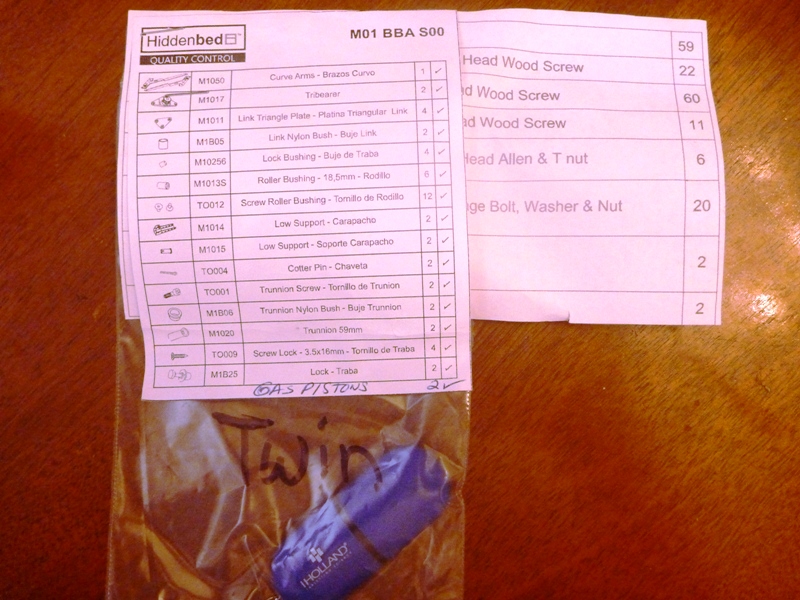 Hiddenbed™
QUALITY CONTROL
M01 BBA S00
M1050 Curve Arms - Brazos Curvo 1 ✓
M1017 Tribearer 2 ✓
M1011 Link Triangle Plate - Platina Triangular Link 4 ✓
M1B05 Link Nylon Bush - Buje Link 2 ✓
M10256 Lock Bushing - Buje de Traba 4 ✓
M1013S Roller Bushing - 18,5mm - Rodillo 6 ✓
TO012 Screw Roller Bushing - Tornillo de Rodillo 12 ✓
M1014 Low Support - Carapacho 2 ✓
M1015 Low Support - Soporte Carapacho 2 ✓
TO004 Cotter Pin - Chaveta 2 ✓
TO001 Trunnion Screw - Tornillo de Trunion 2 ✓
M1B06 Trunnion Nylon Bush - Buje Trunnion 2 ✓
M1020 Trunnion 59mm 2 ✓
TO009 Screw Lock - 3.5x16mm - Tornillo de Traba 4 ✓
M1B25 Lock - Traba 2 ✓
GAS PISTONS 2 ✓
59
Head Wood Screw 22
d Wood Screw 60
ad Wood Screw 11
Head Allen & T nut 6
nge Bolt, Washer & Nut 20
2
2
Twin
HOLLAND